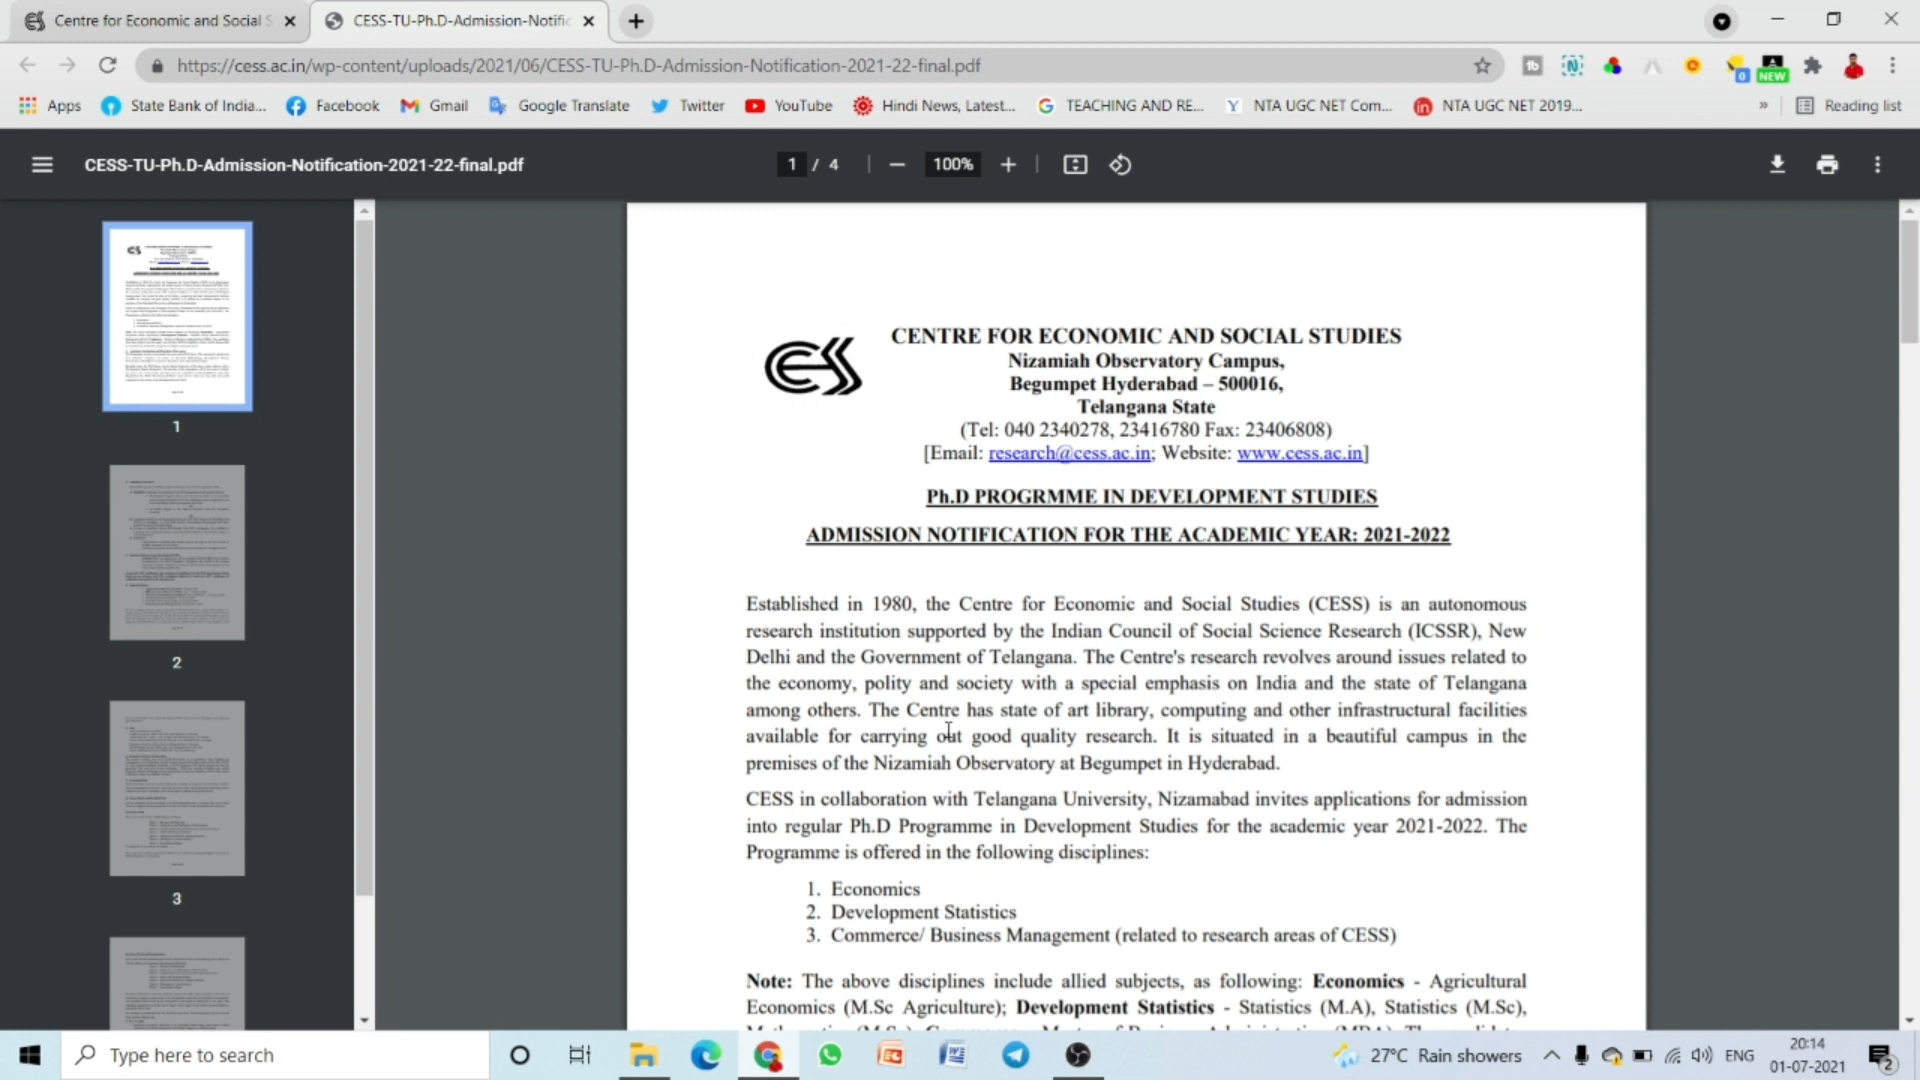 Centre for Economic and Social S
CESS-TU-Ph.D-Admission-Notific
https://cess.ac.in/wp-content/uploads/2021/06/CESS-TU-Ph.D-Admission-Notification-2021-22-final.pdf
0
NEW
Apps
State Bank of India...
Facebook
Gmail
Google Translate
Twitter
YouTube
Hindi News, Latest...
TEACHING AND RE...
NTA UGC NET Com...
NTA UGC NET 2019...
»
Reading list
CESS-TU-Ph.D-Admission-Notification-2021-22-final.pdf
1 / 4
100%
1
2
3
CENTRE FOR ECONOMIC AND SOCIAL STUDIES
Nizamiah Observatory Campus,
Begumpet Hyderabad – 500016,
Telangana State
(Tel: 040 2340278, 23416780 Fax: 23406808)
[Email: research@cess.ac.in; Website: www.cess.ac.in]
Ph.D PROGRMME IN DEVELOPMENT STUDIES
ADMISSION NOTIFICATION FOR THE ACADEMIC YEAR: 2021-2022
Established in 1980, the Centre for Economic and Social Studies (CESS) is an autonomous
research institution supported by the Indian Council of Social Science Research (ICSSR), New
Delhi and the Government of Telangana. The Centre's research revolves around issues related to
the economy, polity and society with a special emphasis on India and the state of Telangana
among others. The Centre has state of art library, computing and other infrastructural facilities
available for carrying out good quality research. It is situated in a beautiful campus in the
premises of the Nizamiah Observatory at Begumpet in Hyderabad.
CESS in collaboration with Telangana University, Nizamabad invites applications for admission
into regular Ph.D Programme in Development Studies for the academic year 2021-2022. The
Programme is offered in the following disciplines:
1. Economics
2. Development Statistics
3. Commerce/ Business Management (related to research areas of CESS)
Note: The above disciplines include allied subjects, as following: Economics - Agricultural
Economics (M.Sc Agriculture); Development Statistics - Statistics (M.A), Statistics (M.Sc),
Type here to search
27°C Rain showers
ENG
20:14
01-07-2021
2